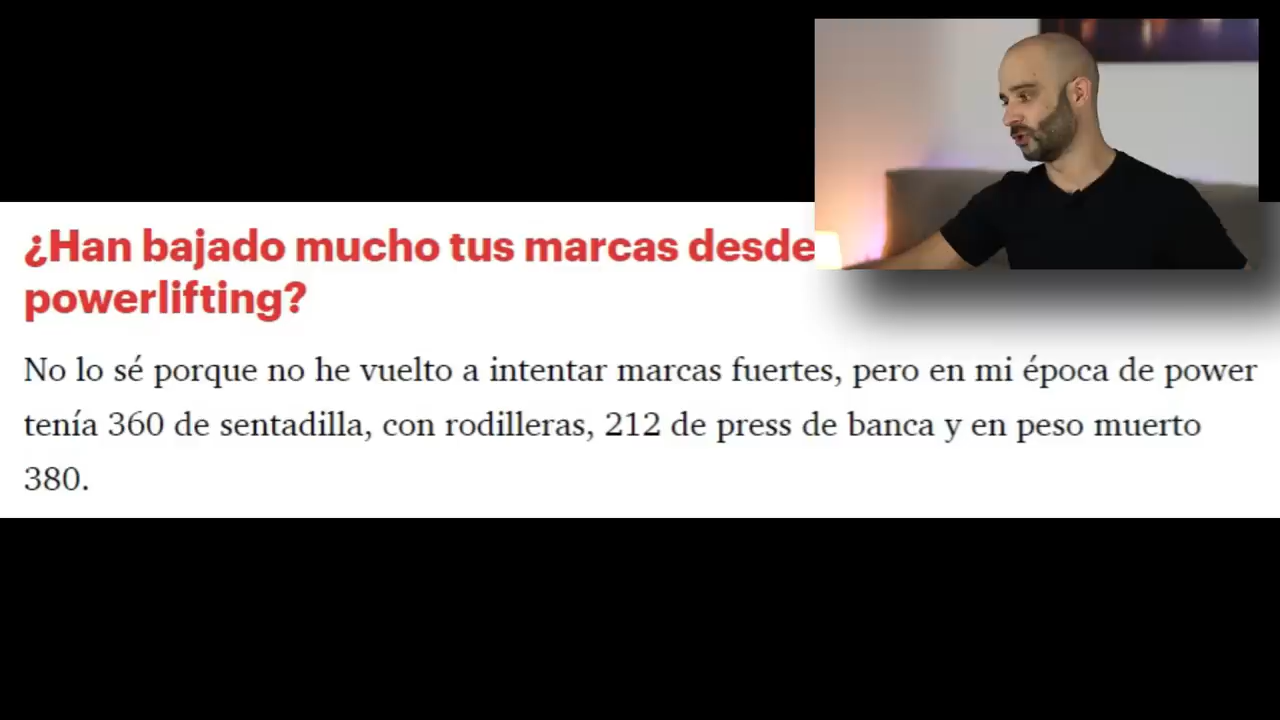 ¿Han bajado mucho tus marcas desde
powerlifting?
No lo sé porque no he vuelto a intentar marcas fuertes, pero en mi época de power
tenía 360 de sentadilla, con rodilleras, 212 de press de banca y en peso muerto
380.